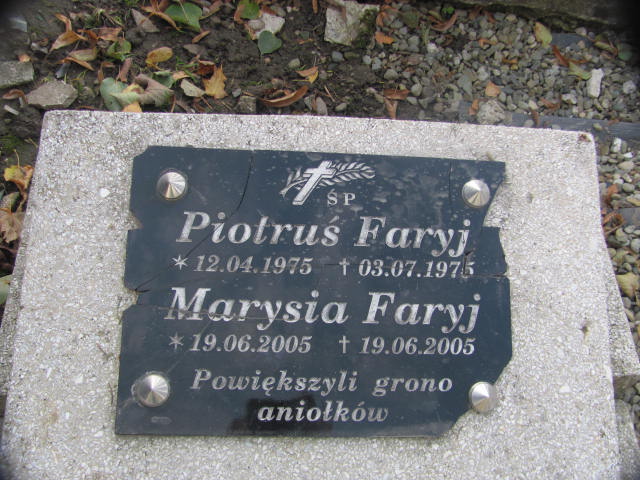 ŚP
Piotruś Faryj
* 12.04.1975 † 03.07.1975
Marysia Faryj
* 19.06.2005 † 19.06.2005
Powiększyli grono
aniołków